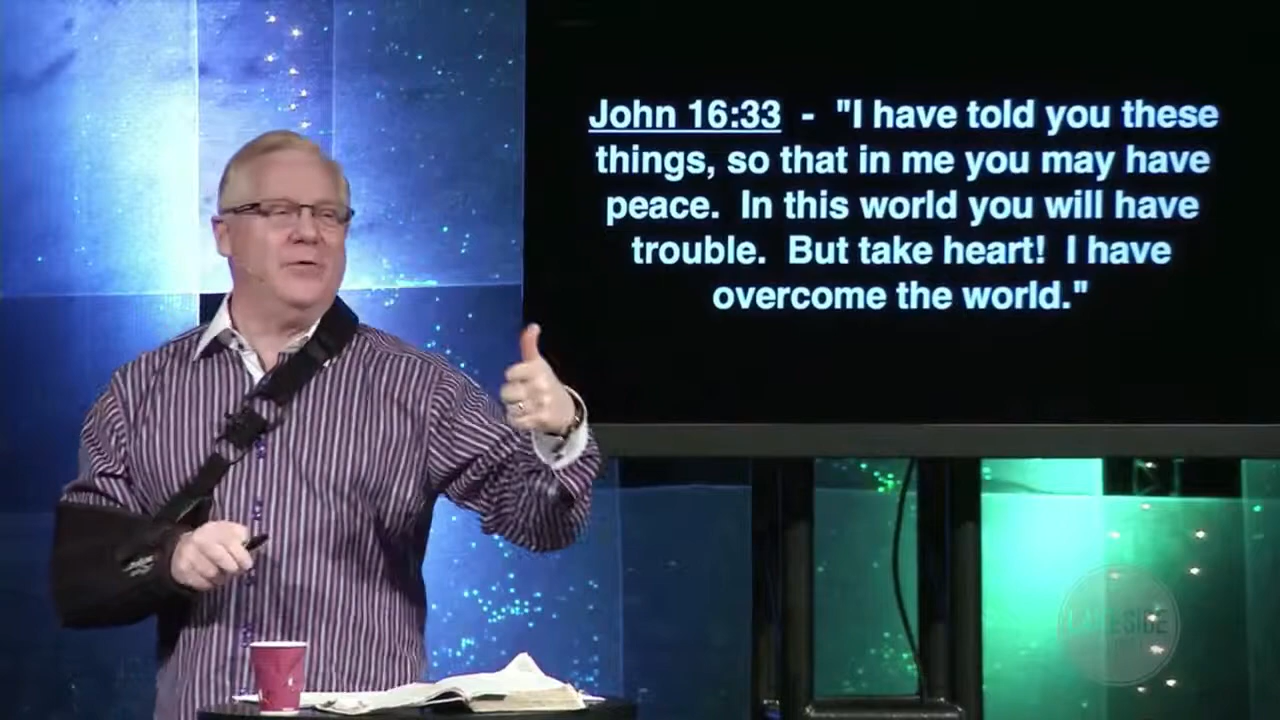 John 16:33 - "I have told you these
things, so that in me you may have
peace. In this world you will have
trouble. But take heart! I have
overcome the world."
LAKESIDE